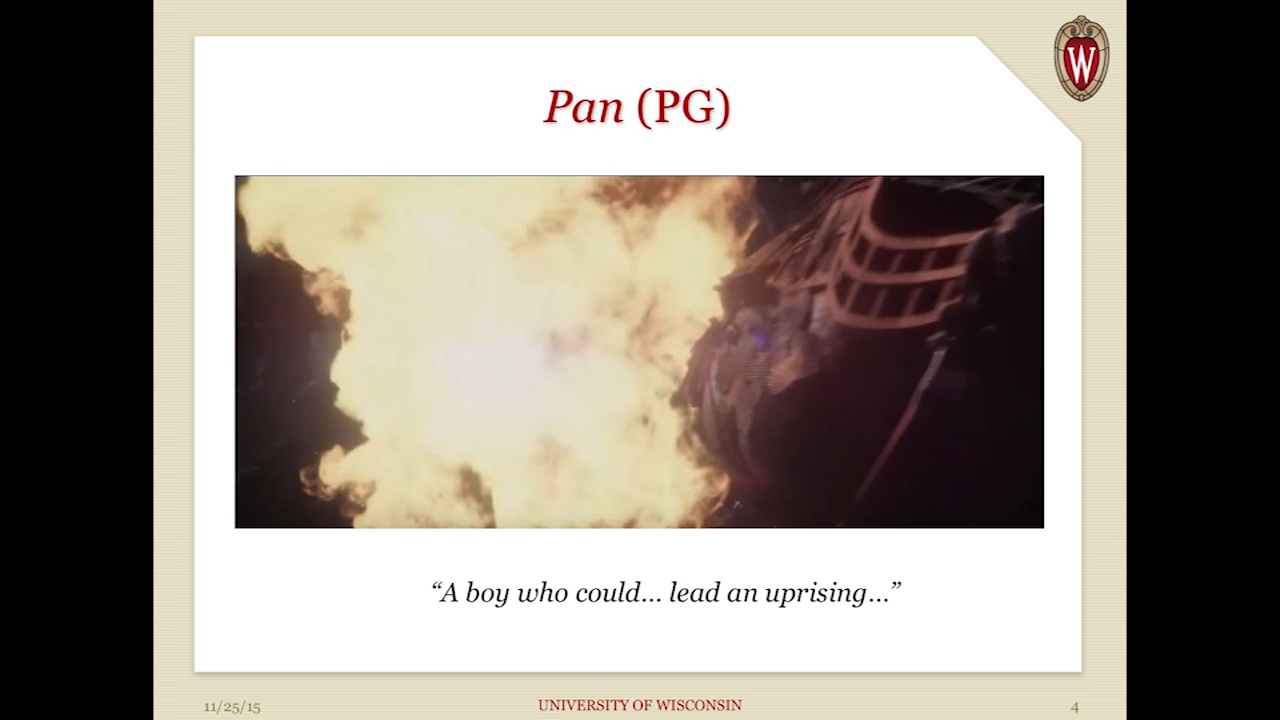 W
Pan (PG)
“A boy who could... lead an uprising...”
11/25/15
UNIVERSITY OF WISCONSIN
4